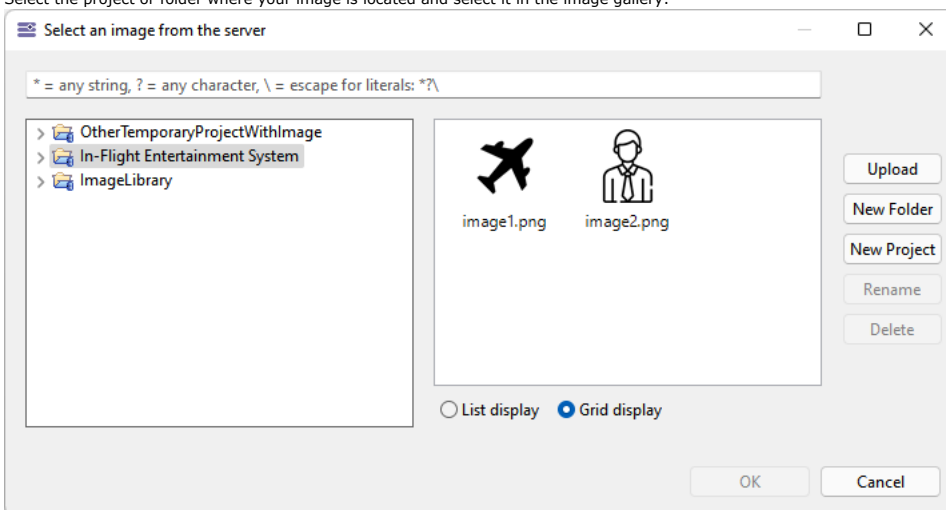 Select the project or folder where your image is located and select it in the image gallery.
Select an image from the server
* = any string, ? = any character, \ = escape for literals: *?\
OtherTemporaryProjectWithImage
In-Flight Entertainment System
ImageLibrary
image1.png
image2.png
Upload
New Folder
New Project
Rename
Delete
List display
Grid display
OK
Cancel